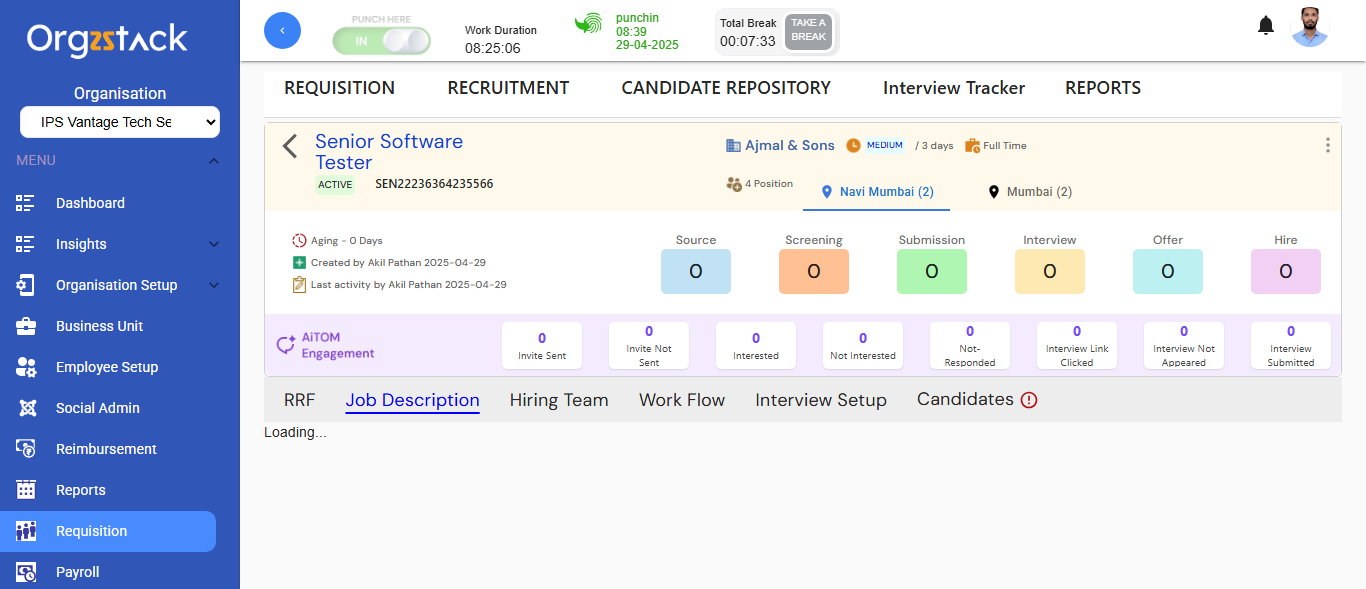 Orgzstack
Organisation
IPS Vantage Tech Se
MENU
Dashboard
Insights
Organisation Setup
Business Unit
Employee Setup
Social Admin
Reimbursement
Reports
Requisition
Payroll
PUNCH HERE
IN
Work Duration
08:25:06
punchin
08:39
29-04-2025
Total Break
00:07:33
TAKE A
BREAK
REQUISITION RECRUITMENT CANDIDATE REPOSITORY Interview Tracker REPORTS
Senior Software
Tester
ACTIVE SEN22236364235566
Ajmal & Sons MEDIUM / 3 days Full Time
4 Position Navi Mumbai (2) Mumbai (2)
Aging - 0 Days
Created by Akil Pathan 2025-04-29
Last activity by Akil Pathan 2025-04-29
Source Screening Submission Interview Offer Hire
0 0 0 0 0 0
AiTOM
Engagement
0
Invite Sent
0
Invite Not
Sent
0
Interested
0
Not Interested
0
Not-
Responded
0
Interview Link
Clicked
0
Interview Not
Appeared
0
Interview
Submitted
RRF Job Description Hiring Team Work Flow Interview Setup Candidates
Loading...